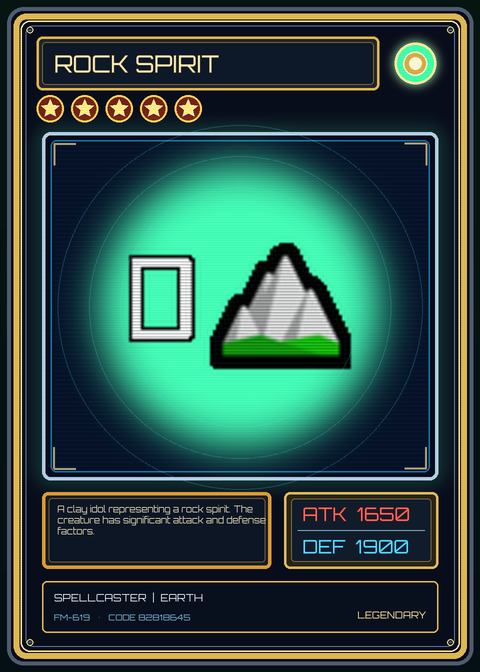 ROCK SPIRIT
A clay idol representing a rock spirit. The
creature has significant attack and defense
factors.
ATK 1650
DEF 1900
SPELLCASTER | EARTH
FM-619 · CODE 82818645
LEGENDARY